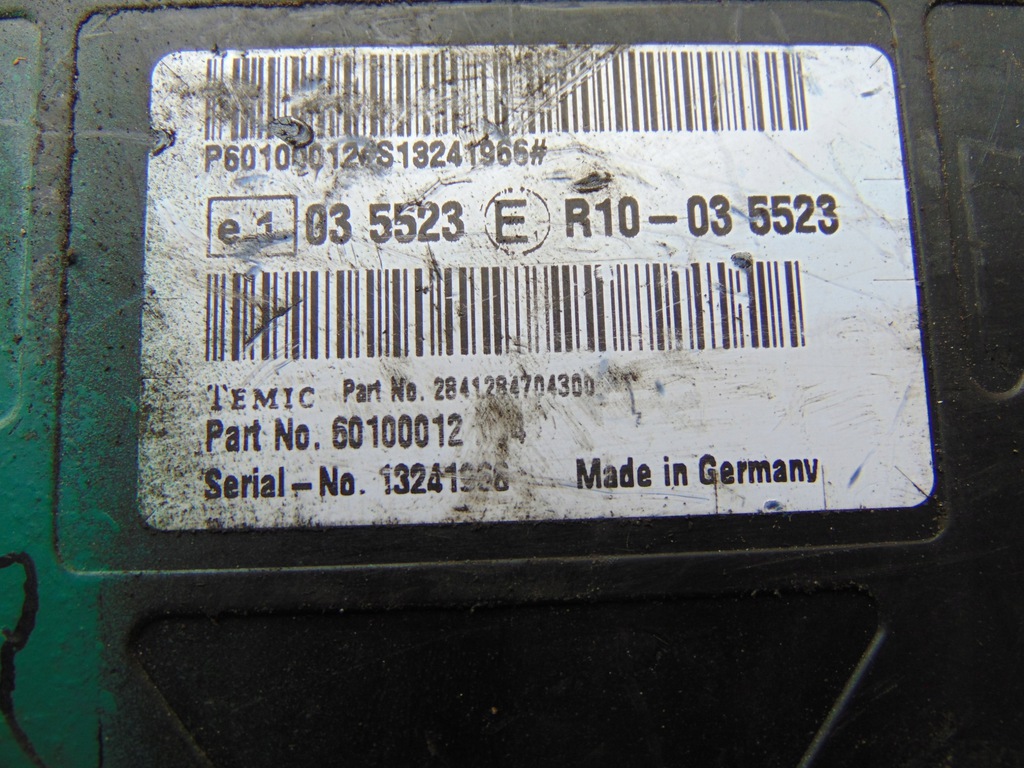 P60100012+S13241966#
e 1 03 5523 E R10-03 5523
TEMIC Part No. 2841284704300
Part No. 60100012
Serial-No. 13241966 Made in Germany